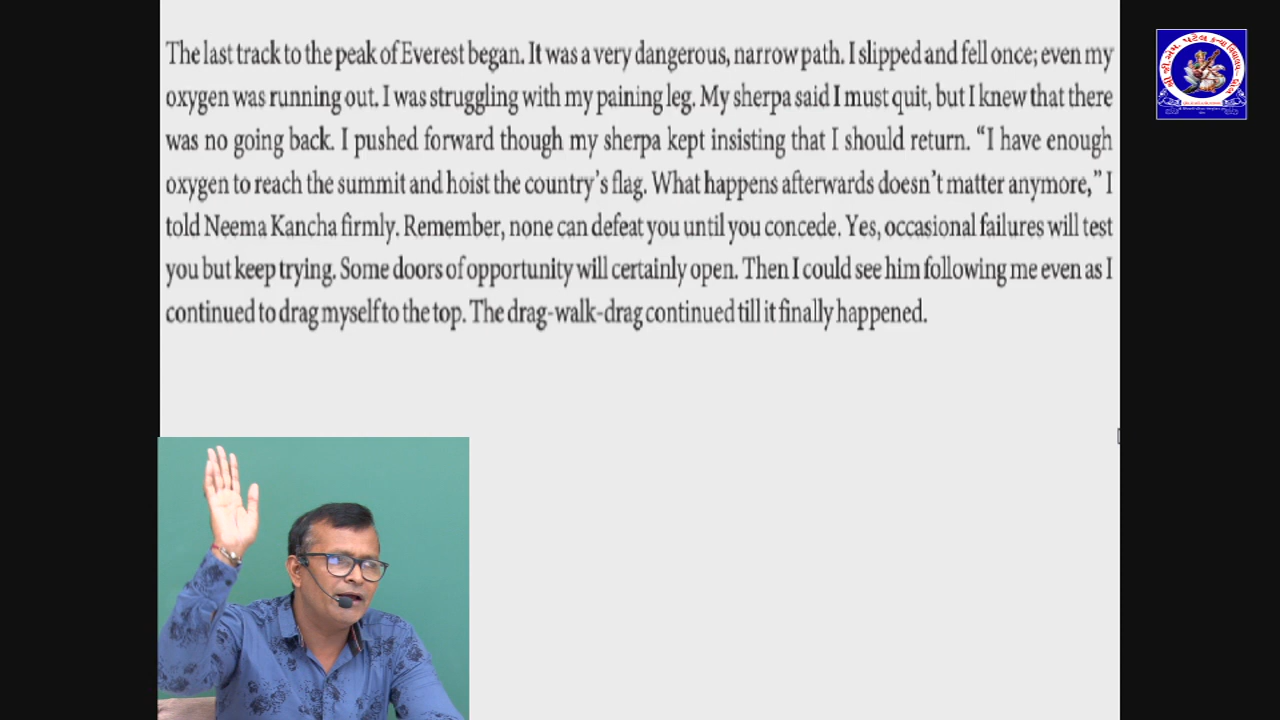 The last track to the peak of Everest began. It was a very dangerous, narrow path. I slipped and fell once; even my
oxygen was running out. I was struggling with my paining leg. My sherpa said I must quit, but I knew that there
was no going back. I pushed forward though my sherpa kept insisting that I should return. “I have enough
oxygen to reach the summit and hoist the country’s flag. What happens afterwards doesn’t matter anymore,” I
told Neema Kancha firmly. Remember, none can defeat you until you concede. Yes, occasional failures will test
you but keep trying. Some doors of opportunity will certainly open. Then I could see him following me even as I
continued to drag myself to the top. The drag-walk-drag continued till it finally happened.